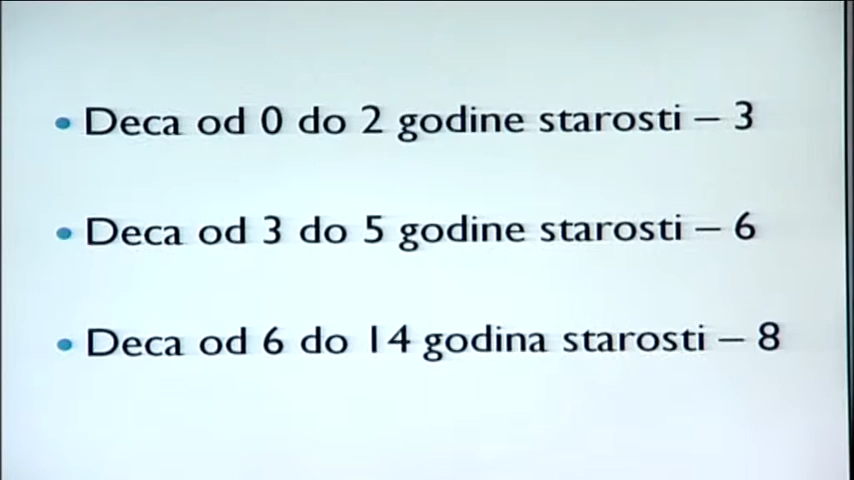 • Deca od 0 do 2 godine starosti – 3
• Deca od 3 do 5 godine starosti – 6
• Deca od 6 do 14 godina starosti – 8